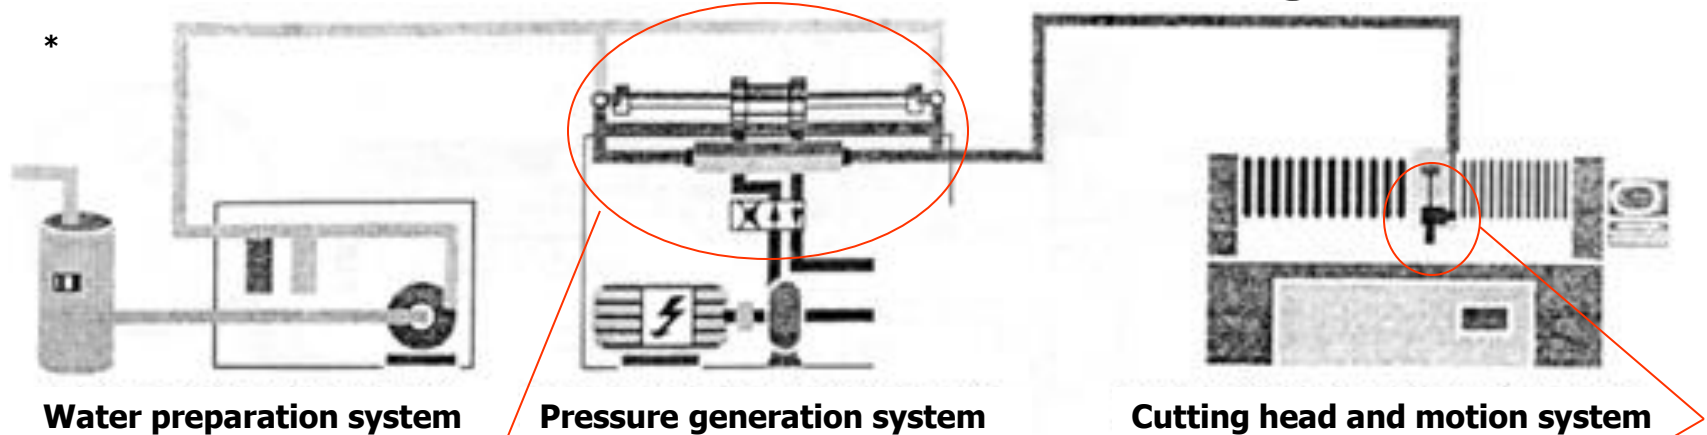 *
Water preparation system
Pressure generation system
Cutting head and motion system